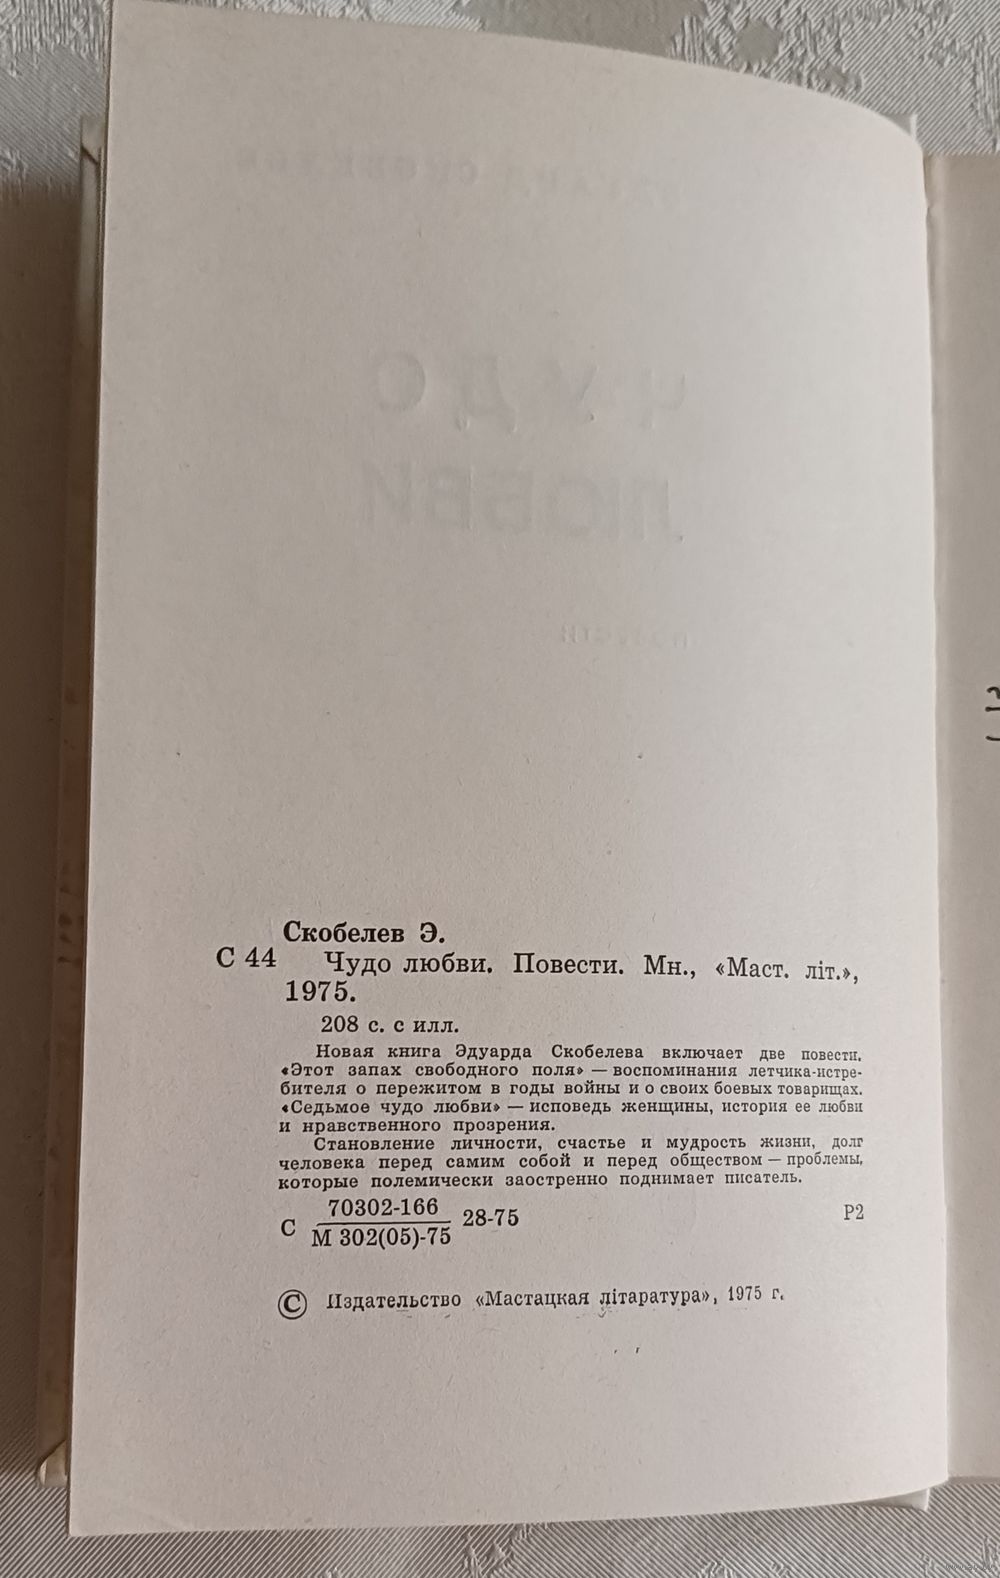 Скобелев Э.
С 44 Чудо любви. Повести. Мн., «Маст. літ.»,
1975.
208 с. с илл.
Новая книга Эдуарда Скобелева включает две повести.
«Этот запах свободного поля» — воспоминания летчика-истре-
бителя о пережитом в годы войны и о своих боевых товарищах.
«Седьмое чудо любви» — исповедь женщины, история ее любви
и нравственного прозрения.
Становление личности, счастье и мудрость жизни, долг
человека перед самим собой и перед обществом — проблемы,
которые полемически заостренно поднимает писатель.
70302-166
С 28-75 Р2
М 302(05)-75
© Издательство «Мастацкая літаратура», 1975 г.